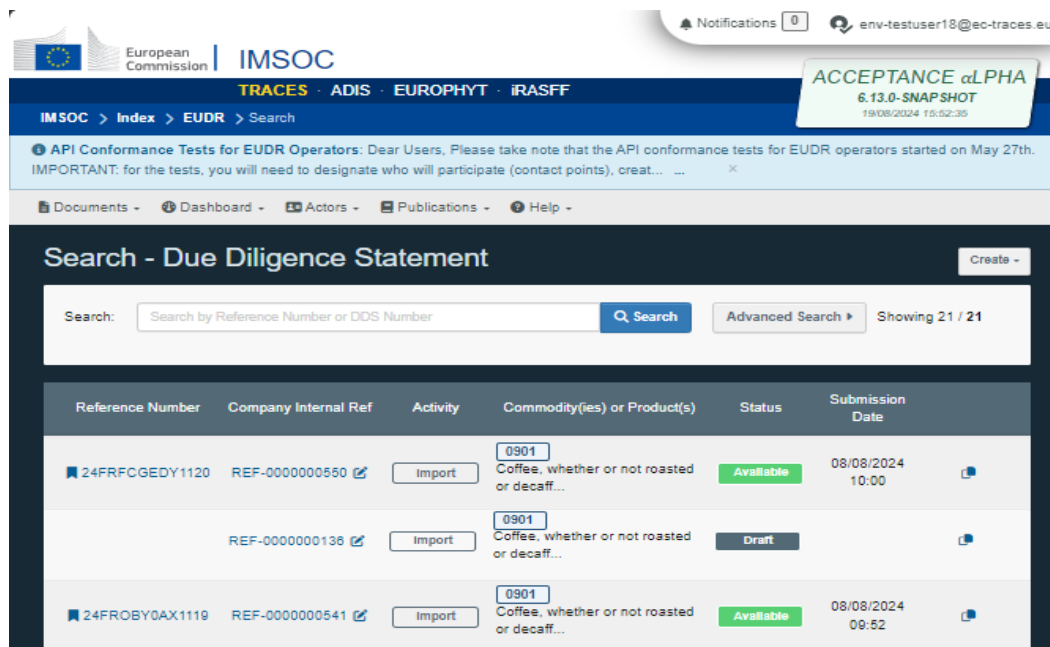 Notifications 0 env-testuser18@ec-traces.eu
European
Commission
IMSOC
ACCEPTANCE αLPHA
6.13.0-SNAPSHOT
19/08/2024 15:52:35
TRACES · ADIS · EUROPHYT · iRASFF
IMSOC > Index > EUDR > Search
API Conformance Tests for EUDR Operators: Dear Users, Please take note that the API conformance tests for EUDR operators started on May 27th.
IMPORTANT: for the tests, you will need to designate who will participate (contact points), creat... ... ×
Documents Dashboard Actors Publications Help
Search - Due Diligence Statement
Create
Search: Search by Reference Number or DDS Number Search Advanced Search Showing 21 / 21
Reference Number Company Internal Ref Activity Commodity(ies) or Product(s) Status Submission
Date
24FRFCGEDY1120 REF-0000000550 Import 0901 Available 08/08/2024
Coffee, whether or not roasted 10:00
or decaff...
REF-0000000136 Import 0901 Draft
Coffee, whether or not roasted
or decaff...
24FROBY0AX1119 REF-0000000541 Import 0901 Available 08/08/2024
Coffee, whether or not roasted 09:52
or decaff...